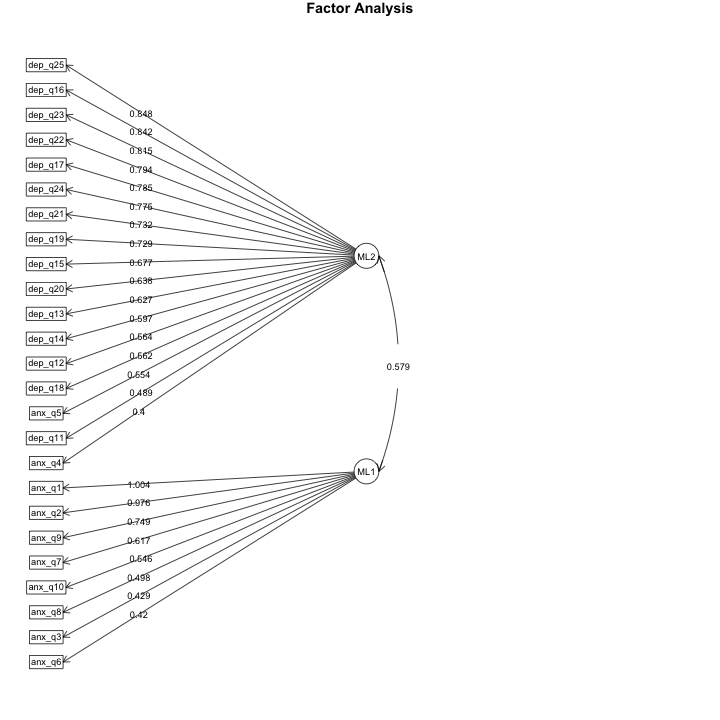 Factor Analysis
dep_q25
dep_q16
dep_q23
0.848
0.842
dep_q22
0.815
dep_q17
0.794
0.785
dep_q24
0.775
dep_q21
0.732
dep_q19
0.729
ML2
dep_q15
0.677
dep_q20
0.638
0.627
dep_q13
0.597
dep_q14
0.564
dep_q12
0.562
0.579
0.554
dep_q18
0.489
anx_q5
0.4
dep_q11
anx_q4
ML1
anx_q1
1.004
0.976
anx_q2
0.749
anx_q9
0.617
anx_q7
0.546
0.498
anx_q10
0.429
anx_q8
0.42
anx_q3
anx_q6